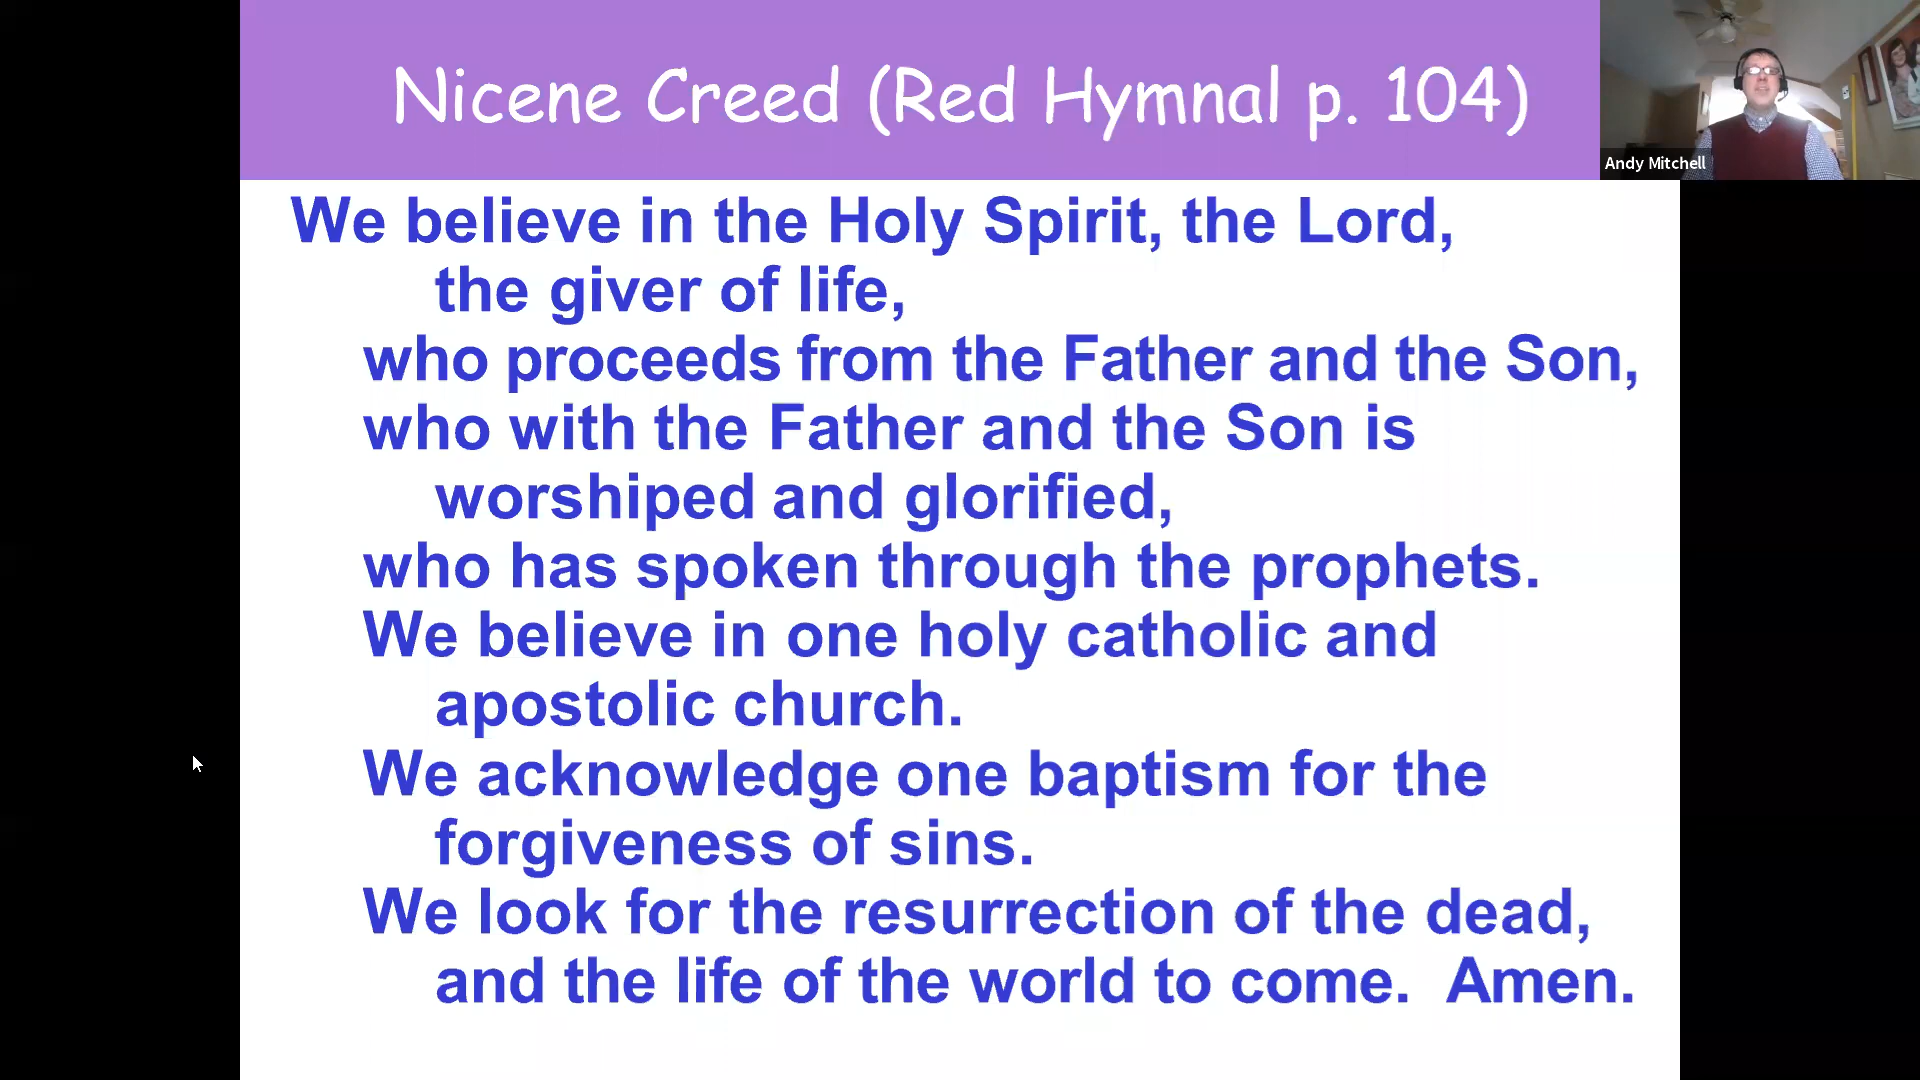 Nicene Creed (Red Hymnal p. 104)
Andy Mitchell
We believe in the Holy Spirit, the Lord,
the giver of life,
who proceeds from the Father and the Son,
who with the Father and the Son is
worshiped and glorified,
who has spoken through the prophets.
We believe in one holy catholic and
apostolic church.
We acknowledge one baptism for the
forgiveness of sins.
We look for the resurrection of the dead,
and the life of the world to come.  Amen.